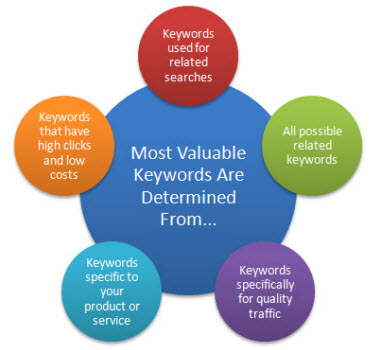 Keywords
used for
related
searches
Keywords
that have
high clicks
and low
costs
All possible
related
keywords
Most Valuable
Keywords Are
Determined
From...
Keywords
specific to
your
product or
service
Keywords
specifically
for quality
traffic